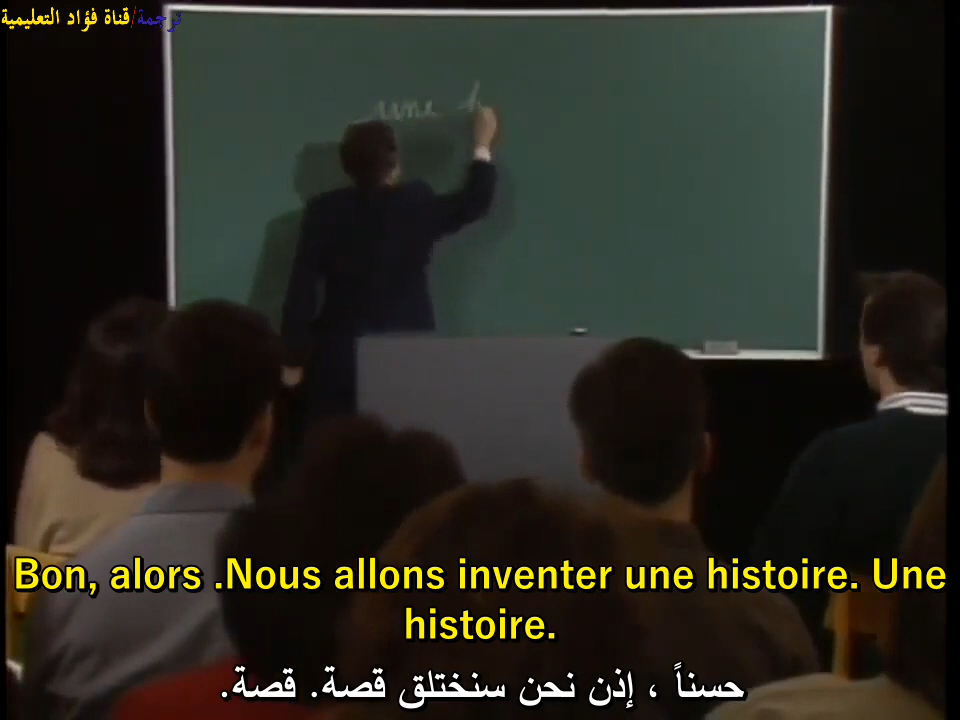 ترجمة/قناة فؤاد التعليمية
une h
Bon, alors .Nous allons inventer une histoire. Une
histoire.
حسناً ، إذن نحن سنختلق قصة. قصة.